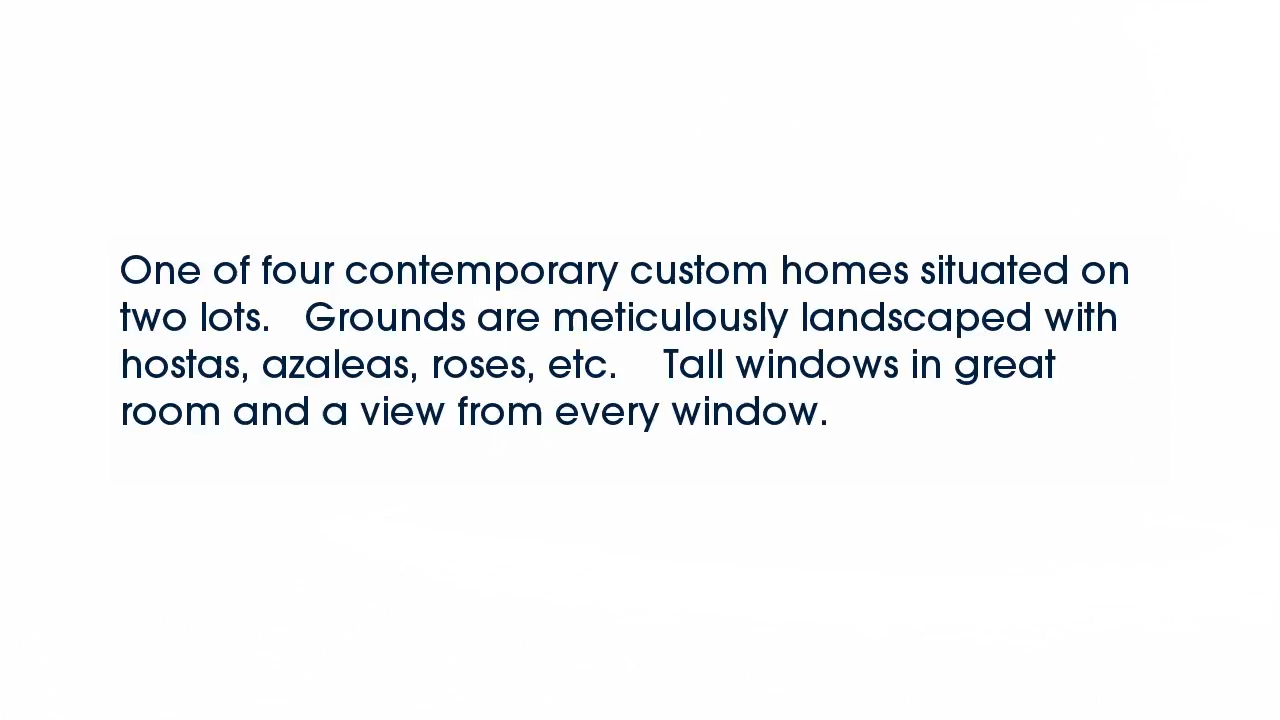 One of four contemporary custom homes situated on
two lots.   Grounds are meticulously landscaped with
hostas, azaleas, roses, etc.    Tall windows in great
room and a view from every window.